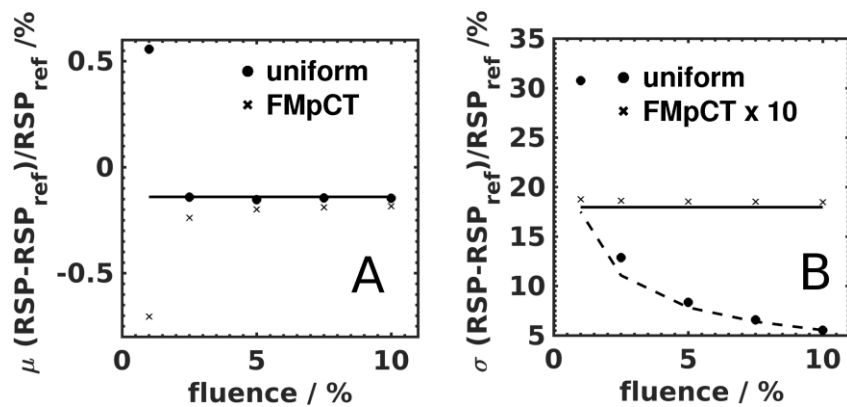 μ (RSP-RSP_ref)/RSP_ref /%
0.5
0
-0.5
● uniform
× FMpCT
A
0 5 10
fluence / %
σ (RSP-RSP_ref)/RSP_ref /%
35
30
25
20
15
10
5
● uniform
× FMpCT x 10
B
0 5 10
fluence / %